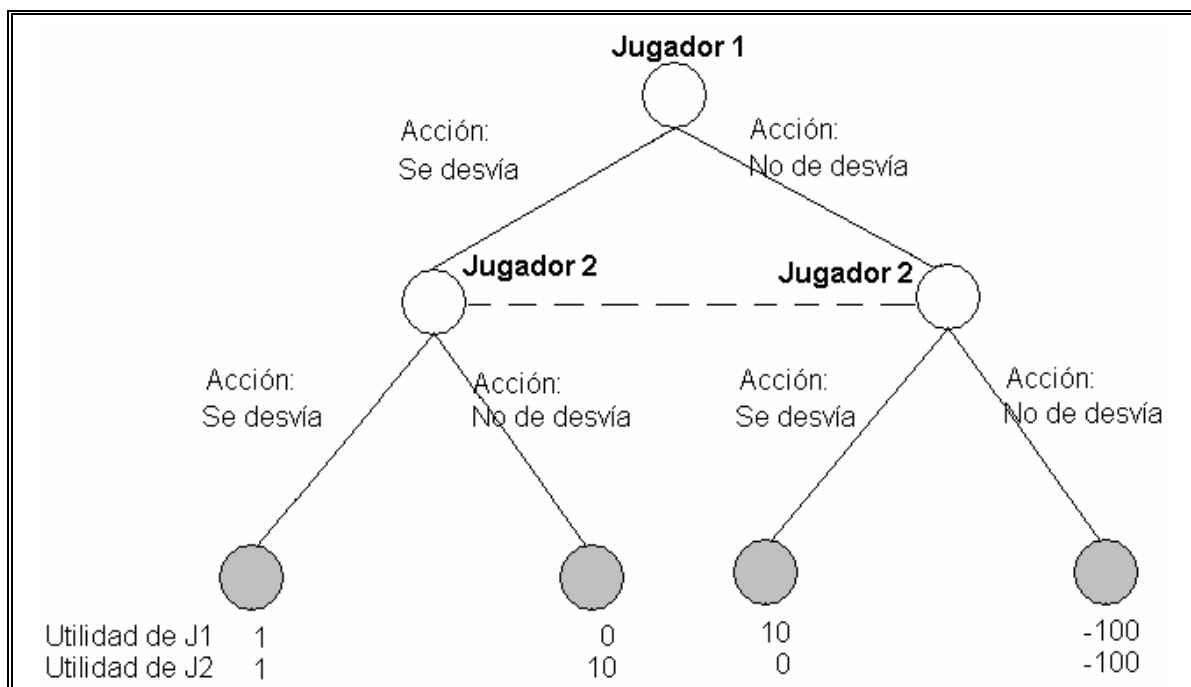 Jugador 1
Acción:
Se desvía
Acción:
No de desvía
Jugador 2
Jugador 2
Acción:
Se desvía
Acción:
No de desvía
Acción:
Se desvía
Acción:
No de desvía
Utilidad de J1 1 0 10 -100
Utilidad de J2 1 10 0 -100